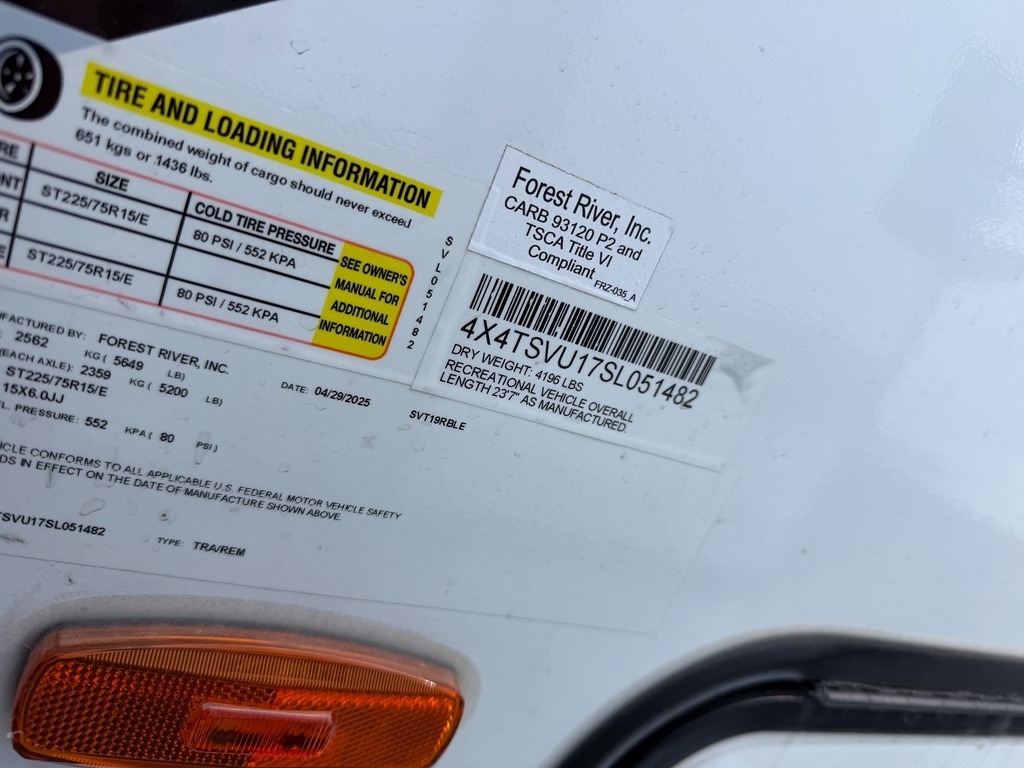 TIRE AND LOADING INFORMATION
The combined weight of cargo should never exceed
651 kgs or 1436 lbs.
SIZE
COLD TIRE PRESSURE
ST225/75R15/E
80 PSI / 552 KPA
ST225/75R15/E
80 PSI / 552 KPA
SEE OWNER'S
MANUAL FOR
ADDITIONAL
INFORMATION
SVL051482
Forest River, Inc.
CARB 93120 P2 and
TSCA Title VI
Compliant
FRZ-035_A
4X4TSVU17SL051482
DRY WEIGHT: 4196 LBS
RECREATIONAL VEHICLE OVERALL
LENGTH 23'7" AS MANUFACTURED.
BY: FOREST RIVER, INC.
2562 KG ( 5649 LB)
(EACH AXLE): 2359 KG ( 5200 LB)
ST225/75R15/E
15X6.0JJ
PRESSURE: 552 KPA ( 80 PSI )
DATE: 04/29/2025
SVT19RBLE
CONFORMS TO ALL APPLICABLE U.S. FEDERAL MOTOR VEHICLE SAFETY
IN EFFECT ON THE DATE OF MANUFACTURE SHOWN ABOVE.
TSVU17SL051482
TYPE: TRA/REM